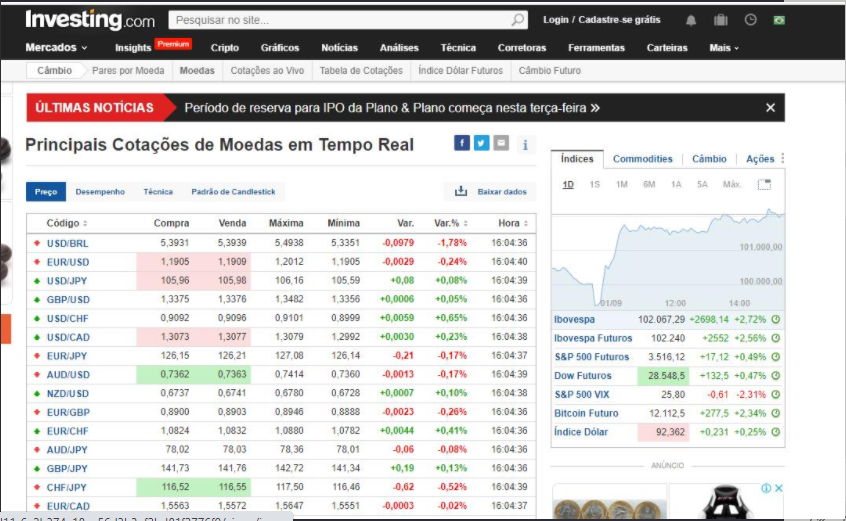 Investing.com
Pesquisar no site...
Login / Cadastre-se grátis
Mercados Insights Premium Cripto Gráficos Notícias Análises Técnica Corretoras Ferramentas Carteiras Mais
Câmbio Pares por Moeda Moedas Cotações ao Vivo Tabela de Cotações Índice Dólar Futuros Câmbio Futuro
ÚLTIMAS NOTÍCIAS Período de reserva para IPO da Plano & Plano começa nesta terça-feira »
Principais Cotações de Moedas em Tempo Real
Preço Desempenho Técnica Padrão de Candlestick Baixar dados
Código Compra Venda Máxima Mínima Var. Var.% Hora
USD/BRL 5,3931 5,3939 5,4938 5,3351 -0,0979 -1,78% 16:04:36
EUR/USD 1,1905 1,1909 1,2012 1,1905 -0,0029 -0,24% 16:04:40
USD/JPY 105,96 105,98 106,16 105,59 +0,08 +0,08% 16:04:39
GBP/USD 1,3375 1,3376 1,3482 1,3356 +0,0006 +0,05% 16:04:36
USD/CHF 0,9092 0,9096 0,9101 0,8999 +0,0059 +0,65% 16:04:36
USD/CAD 1,3073 1,3077 1,3079 1,2992 +0,0030 +0,23% 16:04:38
EUR/JPY 126,15 126,21 127,08 126,14 -0,21 -0,17% 16:04:37
AUD/USD 0,7362 0,7363 0,7414 0,7360 -0,0013 -0,17% 16:04:39
NZD/USD 0,6737 0,6741 0,6780 0,6728 +0,0007 +0,10% 16:04:38
EUR/GBP 0,8900 0,8903 0,8946 0,8888 -0,0023 -0,26% 16:04:36
EUR/CHF 1,0824 1,0832 1,0880 1,0782 +0,0044 +0,41% 16:04:36
AUD/JPY 78,02 78,03 78,36 78,01 -0,06 -0,08% 16:04:36
GBP/JPY 141,73 141,76 142,72 141,34 +0,19 +0,13% 16:04:36
CHF/JPY 116,52 116,55 117,50 116,46 -0,62 -0,52% 16:04:39
EUR/CAD 1,5563 1,5572 1,5647 1,5551 -0,0003 -0,02% 16:04:37
Índices Commodities Câmbio Ações
1D 1S 1M 6M 1A 5A Máx.
101.000,00
100.000,00
01/09 12:00 14:00
Ibovespa 102.067,29 +2698,14 +2,72%
Ibovespa Futuros 102.240 +2552 +2,56%
S&P 500 Futuros 3.516,12 +17,12 +0,49%
Dow Futuros 28.548,5 +132,5 +0,47%
S&P 500 VIX 25,80 -0,61 -2.31%
Bitcoin Futuro 12.112,5 +277,5 +2,34%
Índice Dólar 92,362 +0,231 +0,25%
ANÚNCIO